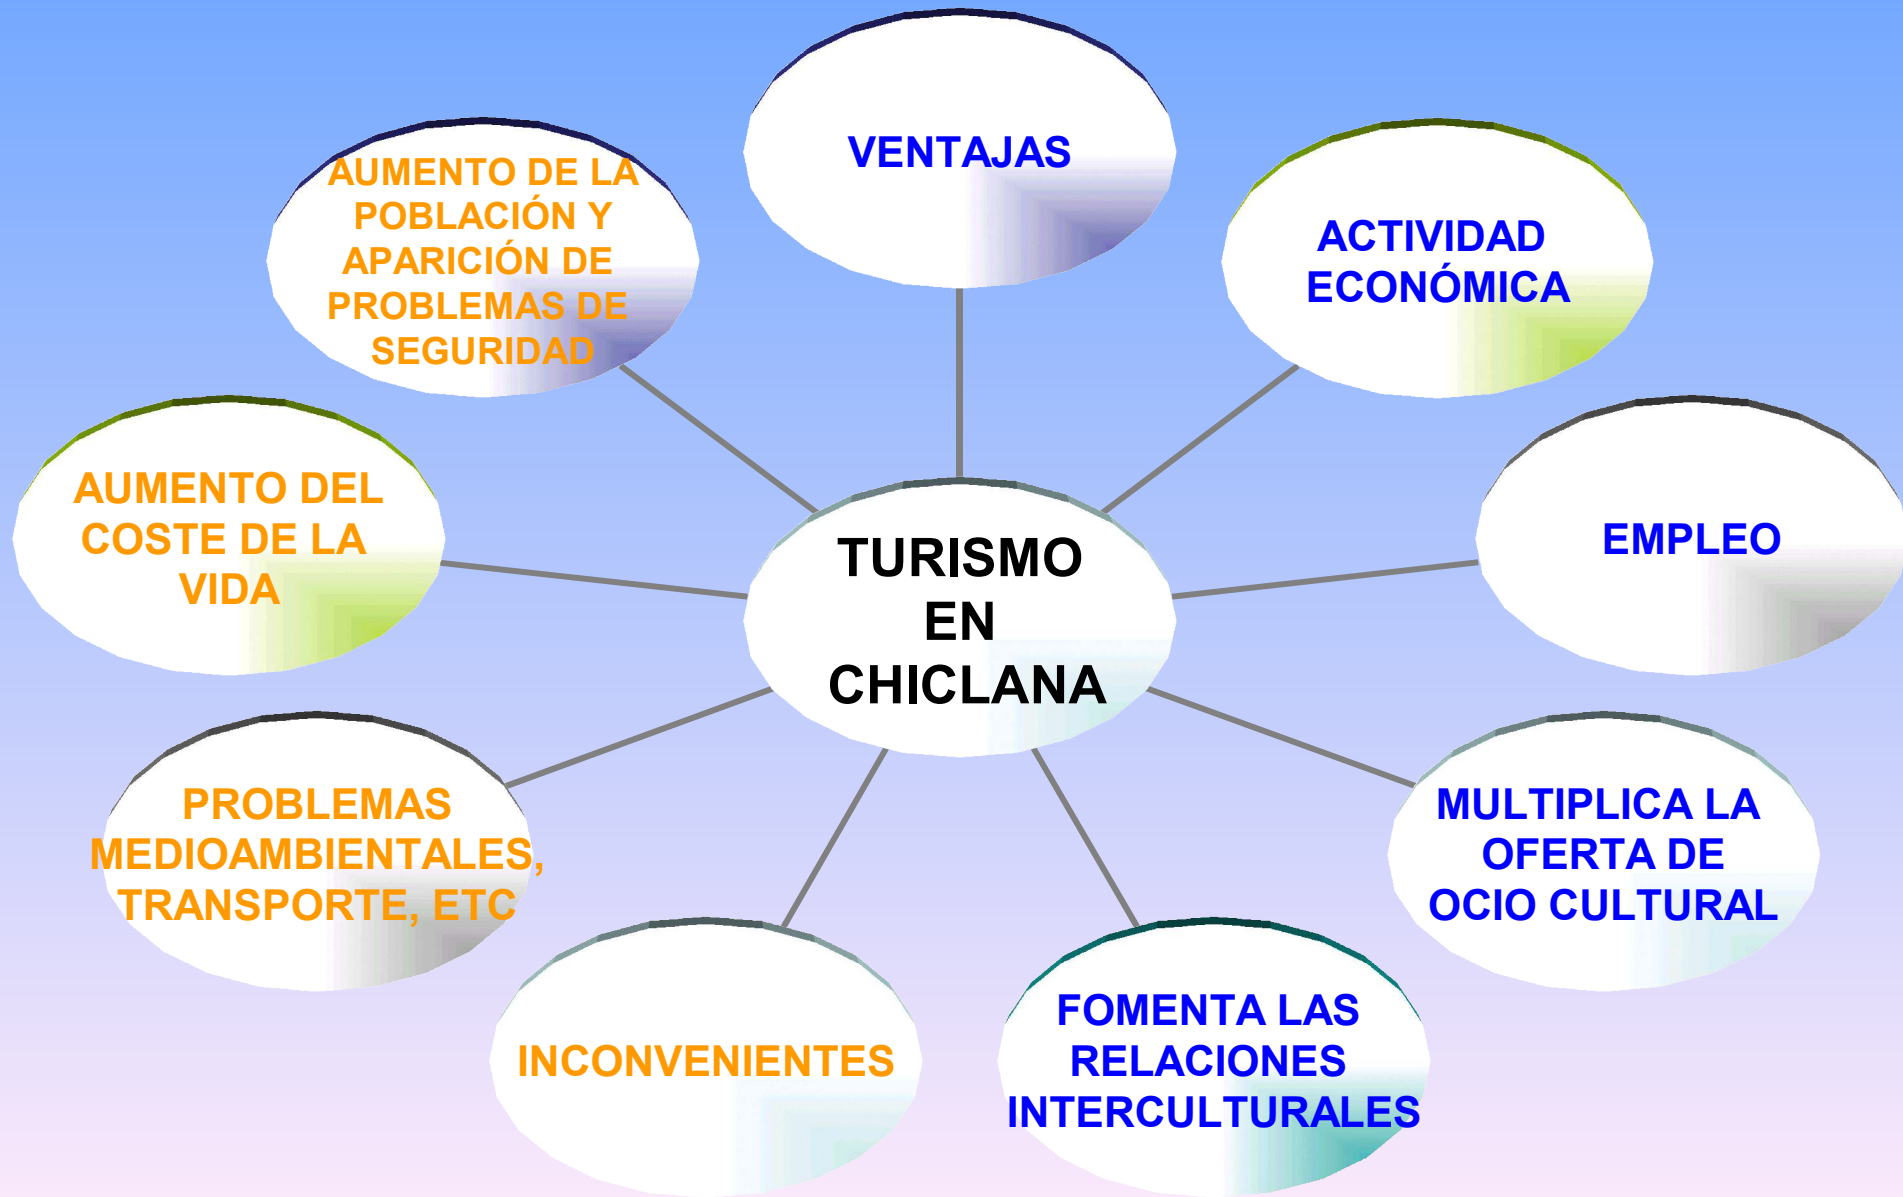 VENTAJAS
ACTIVIDAD
ECONÓMICA
EMPLEO
MULTIPLICA LA
OFERTA DE
OCIO CULTURAL
FOMENTA LAS
RELACIONES
INTERCULTURALES
INCONVENIENTES
PROBLEMAS
MEDIOAMBIENTALES,
TRANSPORTE, ETC
AUMENTO DEL
COSTE DE LA
VIDA
AUMENTO DE LA
POBLACIÓN Y
APARICIÓN DE
PROBLEMAS DE
SEGURIDAD
TURISMO
EN
CHICLANA